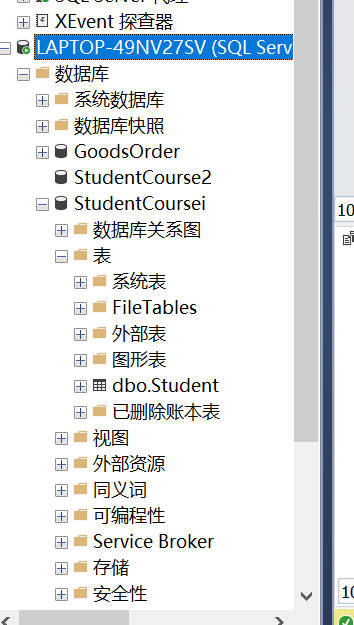 XEvent 探查器
LAPTOP-49NV27SV (SQL Serv
数据库
系统数据库
数据库快照
GoodsOrder
StudentCourse2
StudentCoursei
数据库关系图
10
表
系统表
FileTables
外部表
图形表
dbo.Student
已删除账本表
视图
外部资源
同义词
可编程性
Service Broker
存储
10
安全性